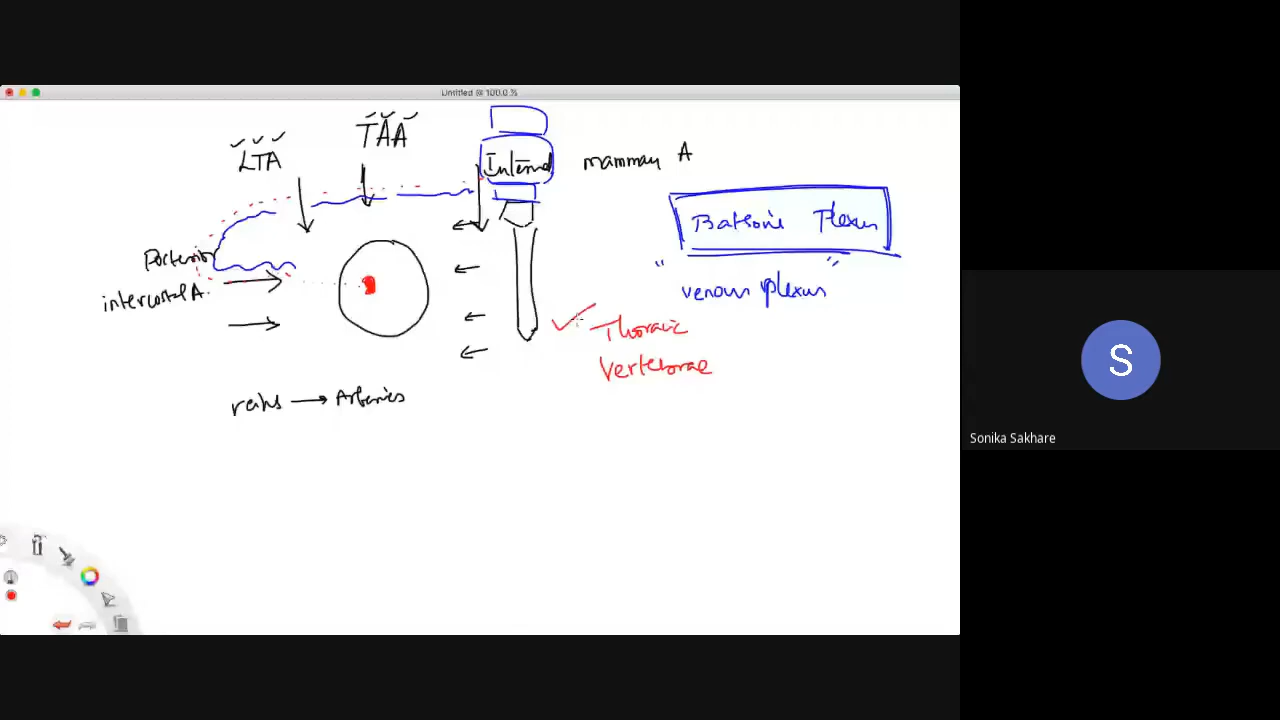 Untitled @ 100.0 %
LTA
TAA
Internal mammary A
Batson's Plexus
" venous plexus "
Posterior
intercostal A.
Thoracic
Vertebrae
veins → Arteries
S
Sonika Sakhare